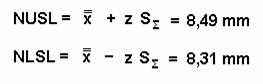 NUSL = x̿ + z S_Σ = 8,49 mm
NLSL = x̿ − z S_Σ = 8,31 mm